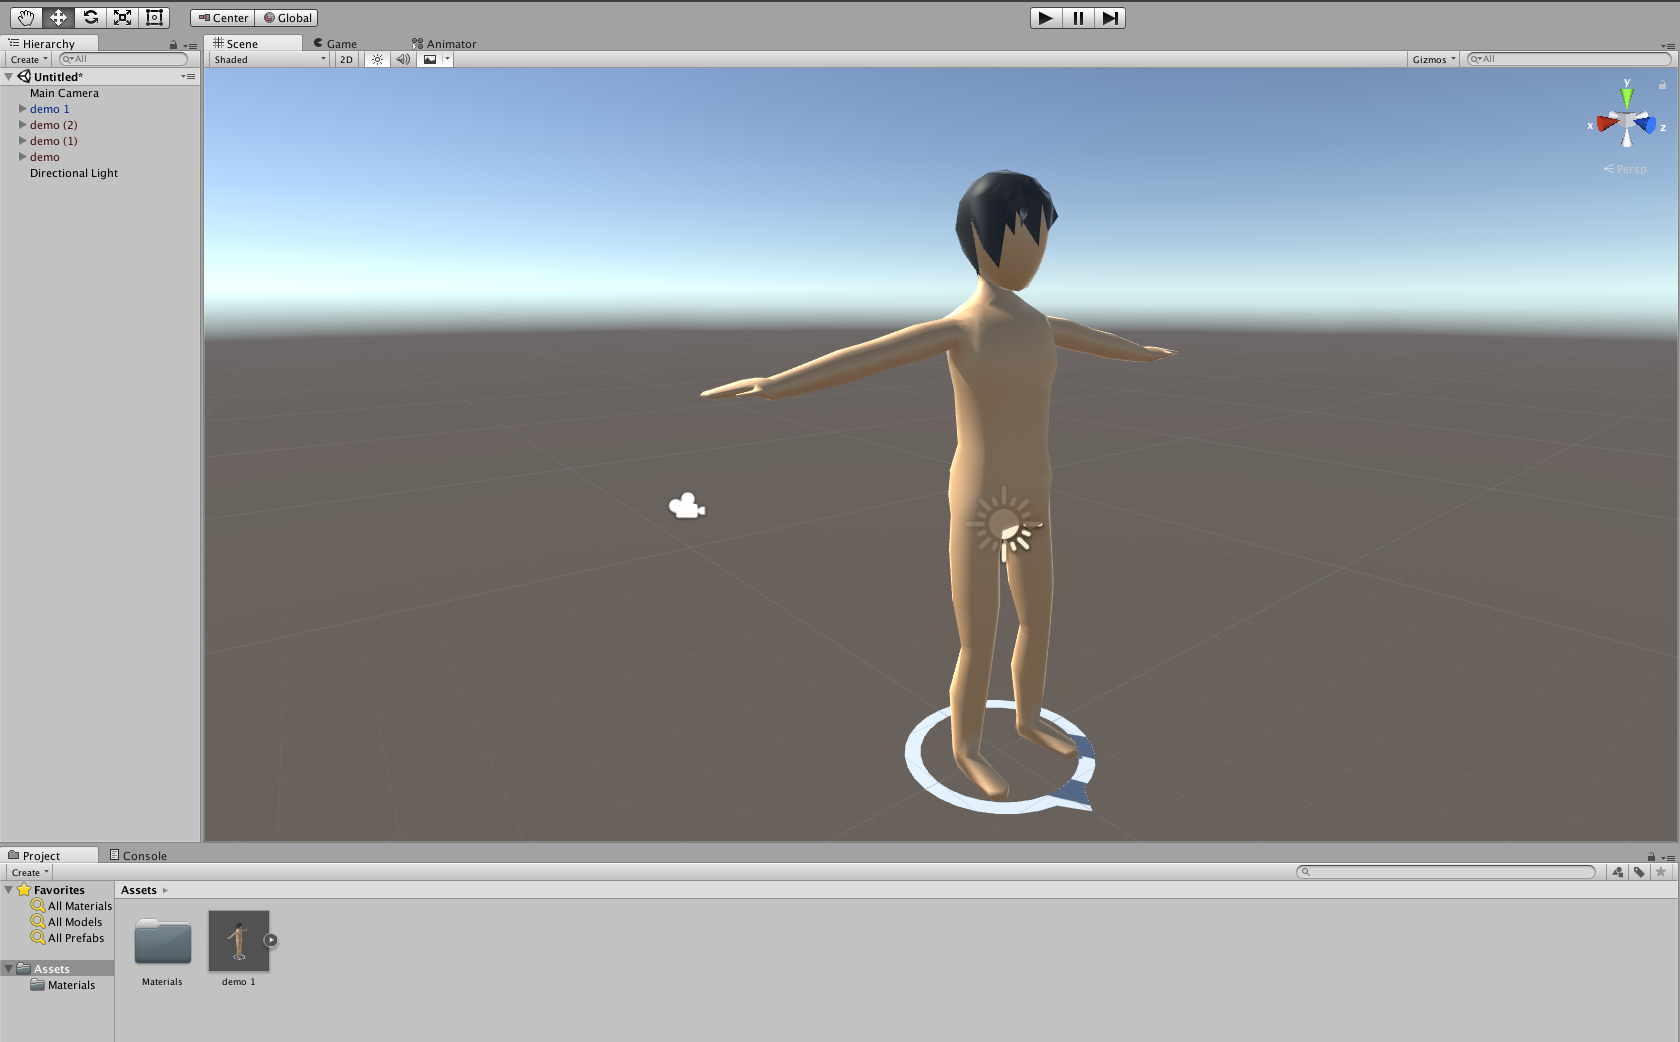 Center Global
Hierarchy
Scene Game Animator
Create All
Shaded 2D Gizmos All
Untitled*
Main Camera
demo 1
demo (2)
demo (1)
demo
Directional Light
y
x z
Persp
Project Console
Create
Favorites
All Materials
All Models
All Prefabs
Assets
Materials
Assets
Materials demo 1